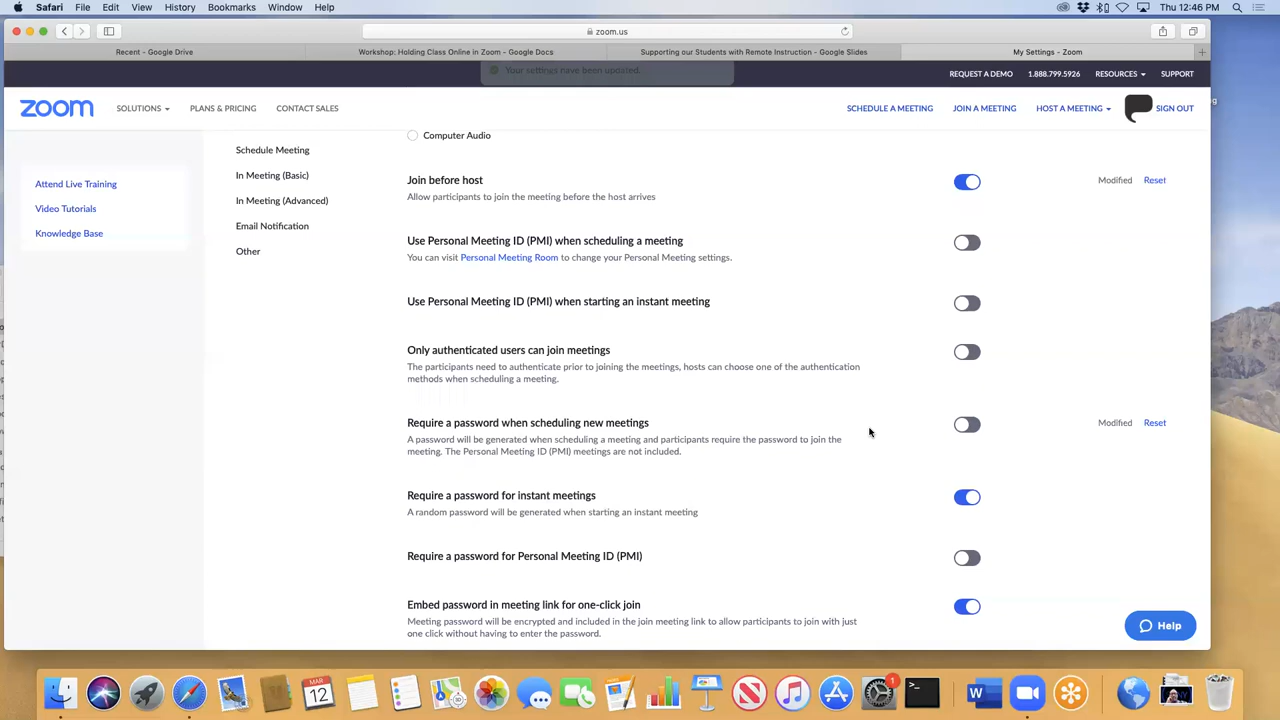 Safari File Edit View History Bookmarks Window Help
Thu 12:46 PM
zoom.us
Recent - Google Drive
Workshop: Holding Class Online in Zoom - Google Docs
Supporting our Students with Remote Instruction - Google Slides
My Settings - Zoom
Your settings have been updated.
REQUEST A DEMO 1.888.799.5926 RESOURCES SUPPORT
zoom SOLUTIONS PLANS & PRICING CONTACT SALES
SCHEDULE A MEETING JOIN A MEETING HOST A MEETING SIGN OUT
Attend Live Training
Video Tutorials
Knowledge Base
Schedule Meeting
In Meeting (Basic)
In Meeting (Advanced)
Email Notification
Other
Computer Audio
Join before host
Allow participants to join the meeting before the host arrives
Modified Reset
Use Personal Meeting ID (PMI) when scheduling a meeting
You can visit Personal Meeting Room to change your Personal Meeting settings.
Use Personal Meeting ID (PMI) when starting an instant meeting
Only authenticated users can join meetings
The participants need to authenticate prior to joining the meetings, hosts can choose one of the authentication
methods when scheduling a meeting.
Require a password when scheduling new meetings
A password will be generated when scheduling a meeting and participants require the password to join the
meeting. The Personal Meeting ID (PMI) meetings are not included.
Modified Reset
Require a password for instant meetings
A random password will be generated when starting an instant meeting
Require a password for Personal Meeting ID (PMI)
Embed password in meeting link for one-click join
Meeting password will be encrypted and included in the join meeting link to allow participants to join with just
one click without having to enter the password.
Help
MAR
12
1